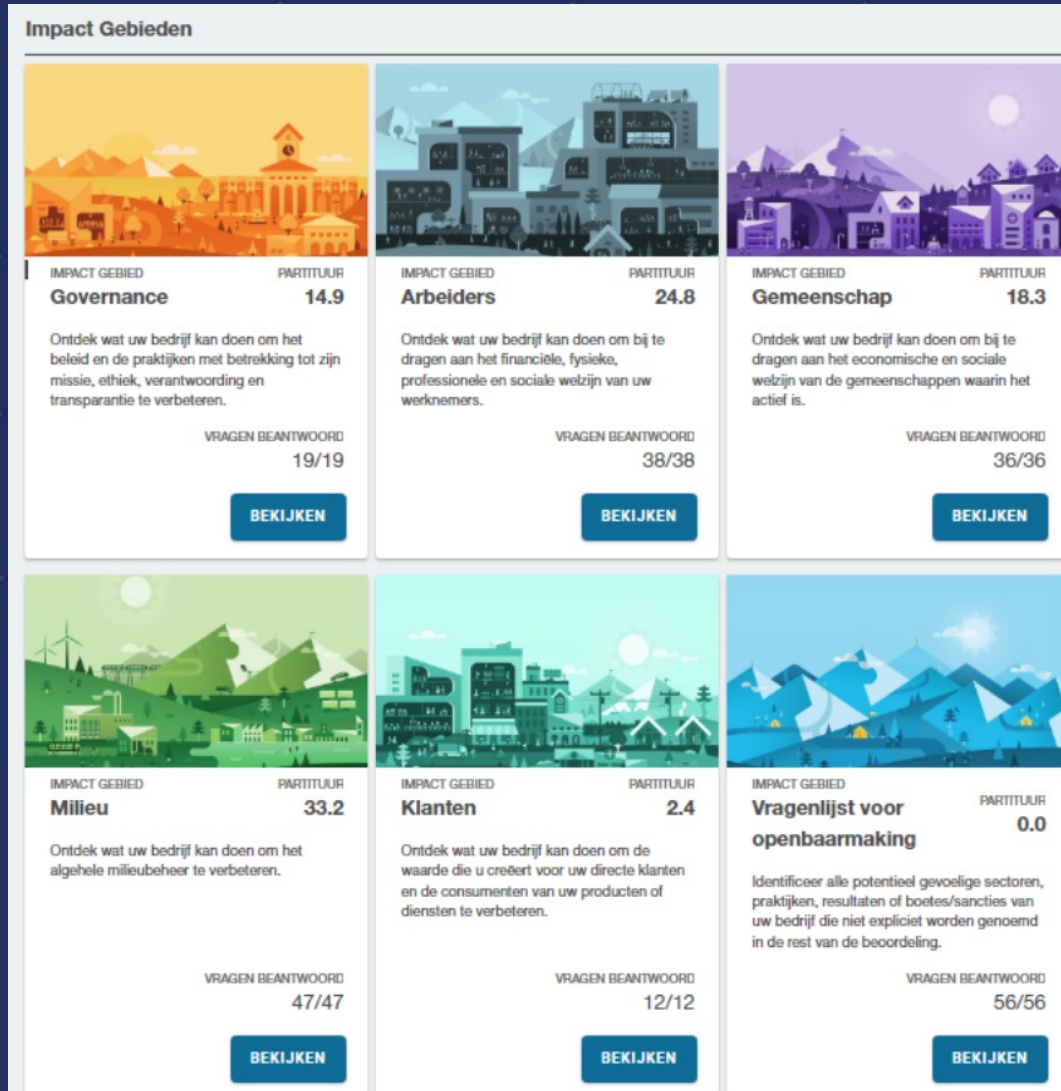 Impact Gebieden
IMPACT GEBIED PARTITUUR
Governance 14.9
Ontdek wat uw bedrijf kan doen om het
beleid en de praktijken met betrekking tot zijn
missie, ethiek, verantwoording en
transparantie te verbeteren.
VRAGEN BEANTWOORD
19/19
BEKIJKEN
IMPACT GEBIED PARTITUUR
Arbeiders 24.8
Ontdek wat uw bedrijf kan doen om bij te
dragen aan het financiële, fysieke,
professionele en sociale welzijn van uw
werknemers.
VRAGEN BEANTWOORD
38/38
BEKIJKEN
IMPACT GEBIED PARTITUUR
Gemeenschap 18.3
Ontdek wat uw bedrijf kan doen om bij te
dragen aan het economische en sociale
welzijn van de gemeenschappen waarin het
actief is.
VRAGEN BEANTWOORD
36/36
BEKIJKEN
IMPACT GEBIED PARTITUUR
Milieu 33.2
Ontdek wat uw bedrijf kan doen om het
algehele milieubeheer te verbeteren.
VRAGEN BEANTWOORD
47/47
BEKIJKEN
IMPACT GEBIED PARTITUUR
Klanten 2.4
Ontdek wat uw bedrijf kan doen om de
waarde die u creëert voor uw directe klanten
en de consumenten van uw producten of
diensten te verbeteren.
VRAGEN BEANTWOORD
12/12
BEKIJKEN
IMPACT GEBIED PARTITUUR
Vragenlijst voor 0.0
openbaarmaking
Identificeer alle potentieel gevoelige sectoren,
praktijken, resultaten of boetes/sancties van
uw bedrijf die niet expliciet worden genoemd
in de rest van de beoordeling.
VRAGEN BEANTWOORD
56/56
BEKIJKEN